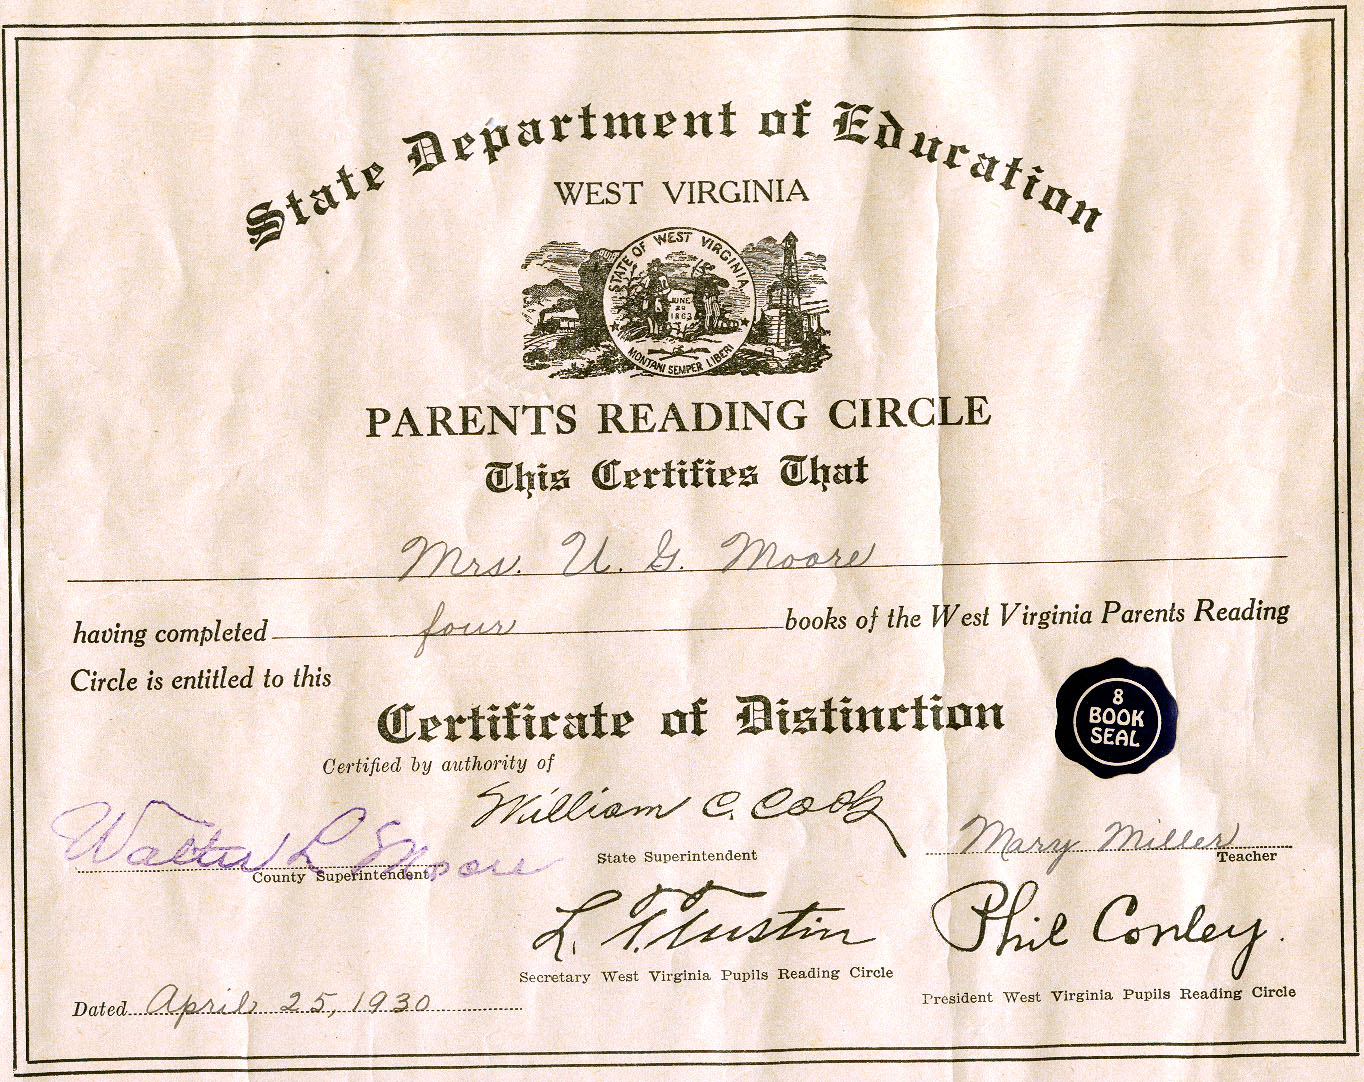 State Department of Education
WEST VIRGINIA
STATE OF WEST VIRGINIA
JUNE
20
1863
MONTANI SEMPER LIBERI
PARENTS READING CIRCLE
This Certifies That
Mrs. U. G. Moore
having completed four books of the West Virginia Parents Reading
Circle is entitled to this
8
BOOK
SEAL
Certificate of Distinction
Certified by authority of
William C. Cook
State Superintendent
Walter L Moore
County Superintendent
Mary Miller
Teacher
L. T. Tustin
Secretary West Virginia Pupils Reading Circle
Phil Conley.
President West Virginia Pupils Reading Circle
Dated April 25, 1930